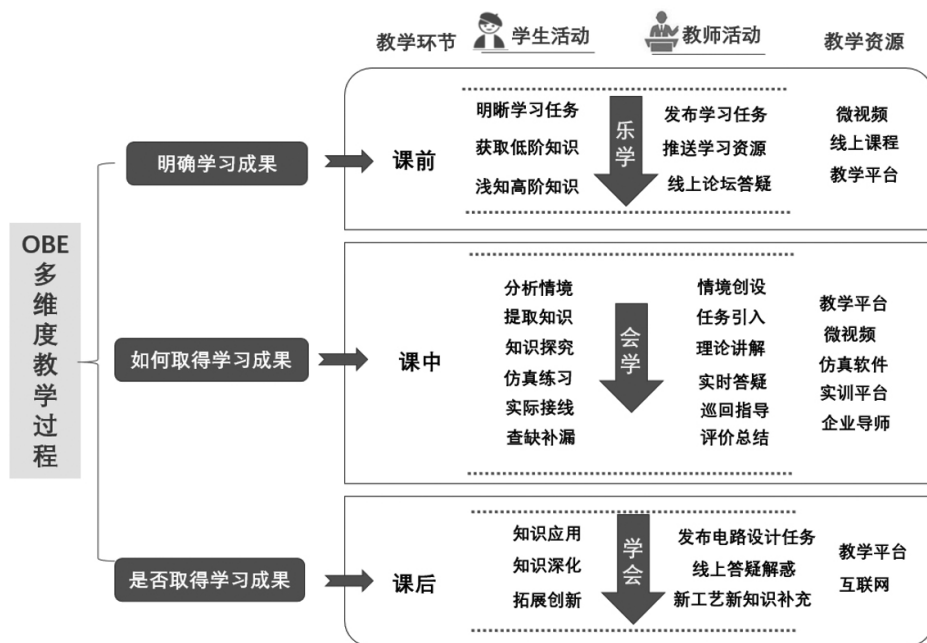 教学环节 学生活动 教师活动 教学资源
OBE多维度教学过程
明确学习成果
课前
明晰学习任务
获取低阶知识
浅知高阶知识
乐学
发布学习任务
推送学习资源
线上论坛答疑
微视频
线上课程
教学平台
如何取得学习成果
课中
分析情境
提取知识
知识探究
仿真练习
实际接线
查缺补漏
会学
情境创设
任务引入
理论讲解
实时答疑
巡回指导
评价总结
教学平台
微视频
仿真软件
实训平台
企业导师
是否取得学习成果
课后
知识应用
知识深化
拓展创新
学会
发布电路设计任务
线上答疑解惑
新工艺新知识补充
教学平台
互联网